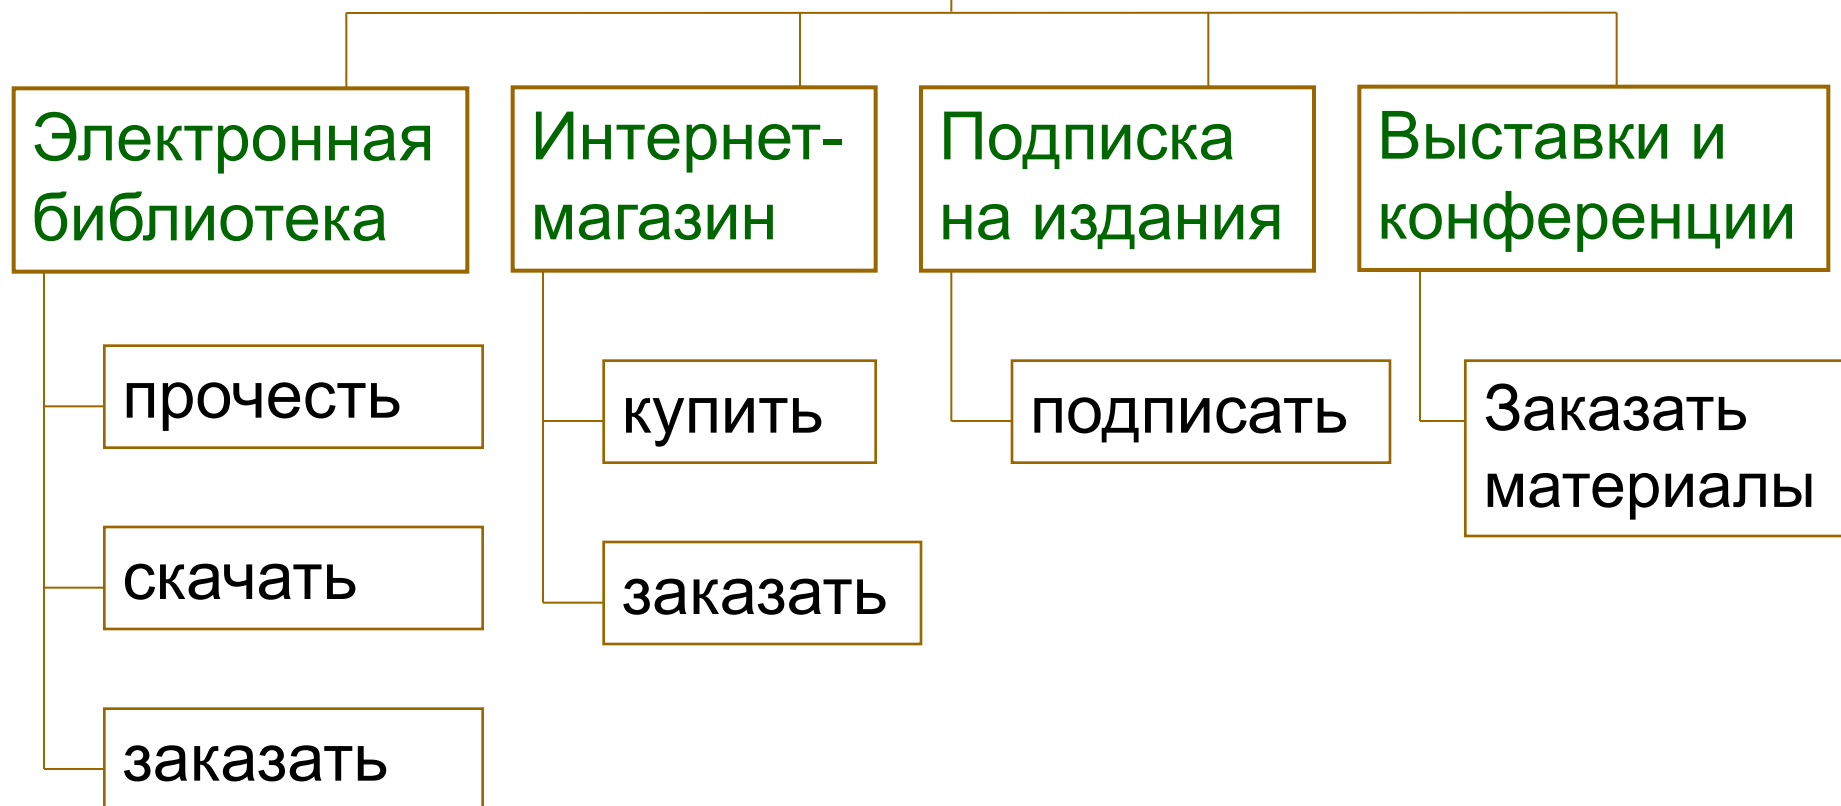 Электронная
библиотека
прочесть
скачать
заказать
Интернет-
магазин
купить
заказать
Подписка
на издания
подписать
Выставки и
конференции
Заказать
материалы